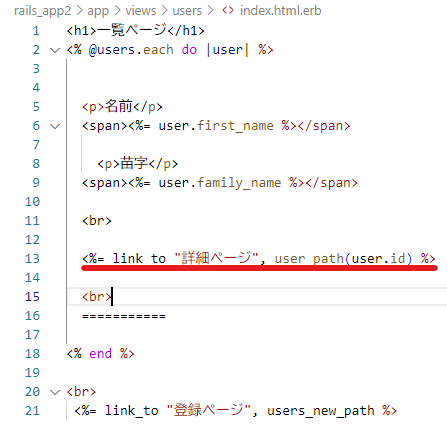 rails_app2 > app > views > users > <> index.html.erb
1 <h1>一覧ページ</h1>
2 <% @users.each do |user| %>
3
4
5 <p>名前</p>
6 <span><%= user.first_name %></span>
7
8 <p>苗字</p>
9 <span><%= user.family_name %></span>
10
11 <br>
12
13 <%= link_to "詳細ページ", user_path(user.id) %>
14
15 <br>
16 ===========
17
18 <% end %>
19
20 <br>
21 <%= link_to "登録ページ", users_new_path %>